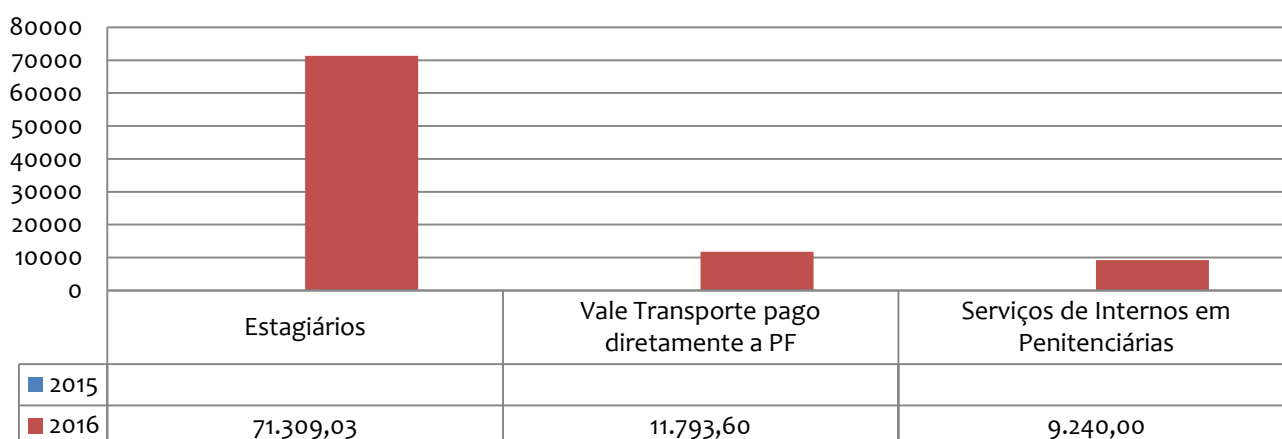 80000
70000
60000
50000
40000
30000
20000
10000
0
Estagiários
Vale Transporte pago
diretamente a PF
Serviços de Internos em
Penitenciárias
2015
2016 71.309,03 11.793,60 9.240,00